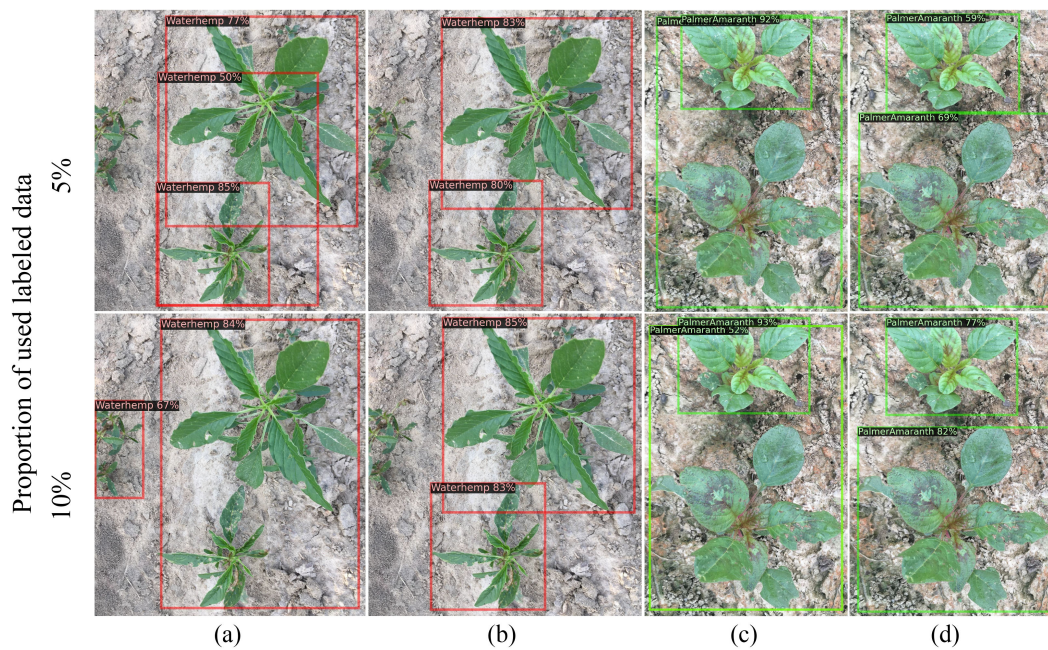 Proportion of used labeled data
5%
Waterhemp 77%
Waterhemp 50%
Waterhemp 85%
Waterhemp 83%
Waterhemp 80%
PalmerAmaranth 92%
PalmerAmaranth 59%
PalmerAmaranth 69%
10%
Waterhemp 84%
Waterhemp 67%
Waterhemp 85%
Waterhemp 83%
PalmerAmaranth 93%
PalmerAmaranth 52%
PalmerAmaranth 77%
PalmerAmaranth 82%
(a) (b) (c) (d)